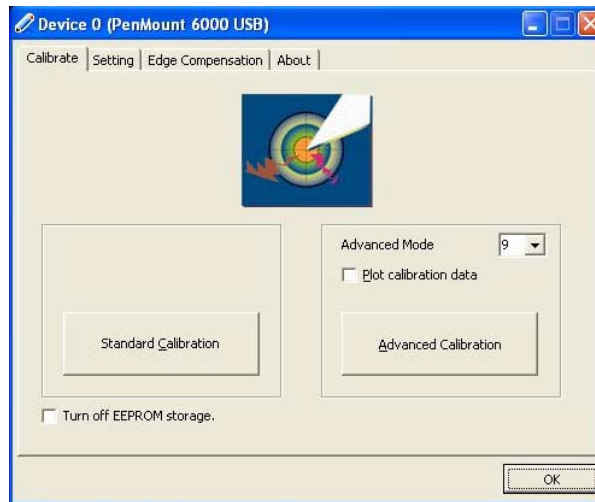 Device 0 (PenMount 6000 USB)
Calibrate Setting Edge Compensation About
Advanced Mode 9
Plot calibration data
Standard Calibration Advanced Calibration
Turn off EEPROM storage.
OK